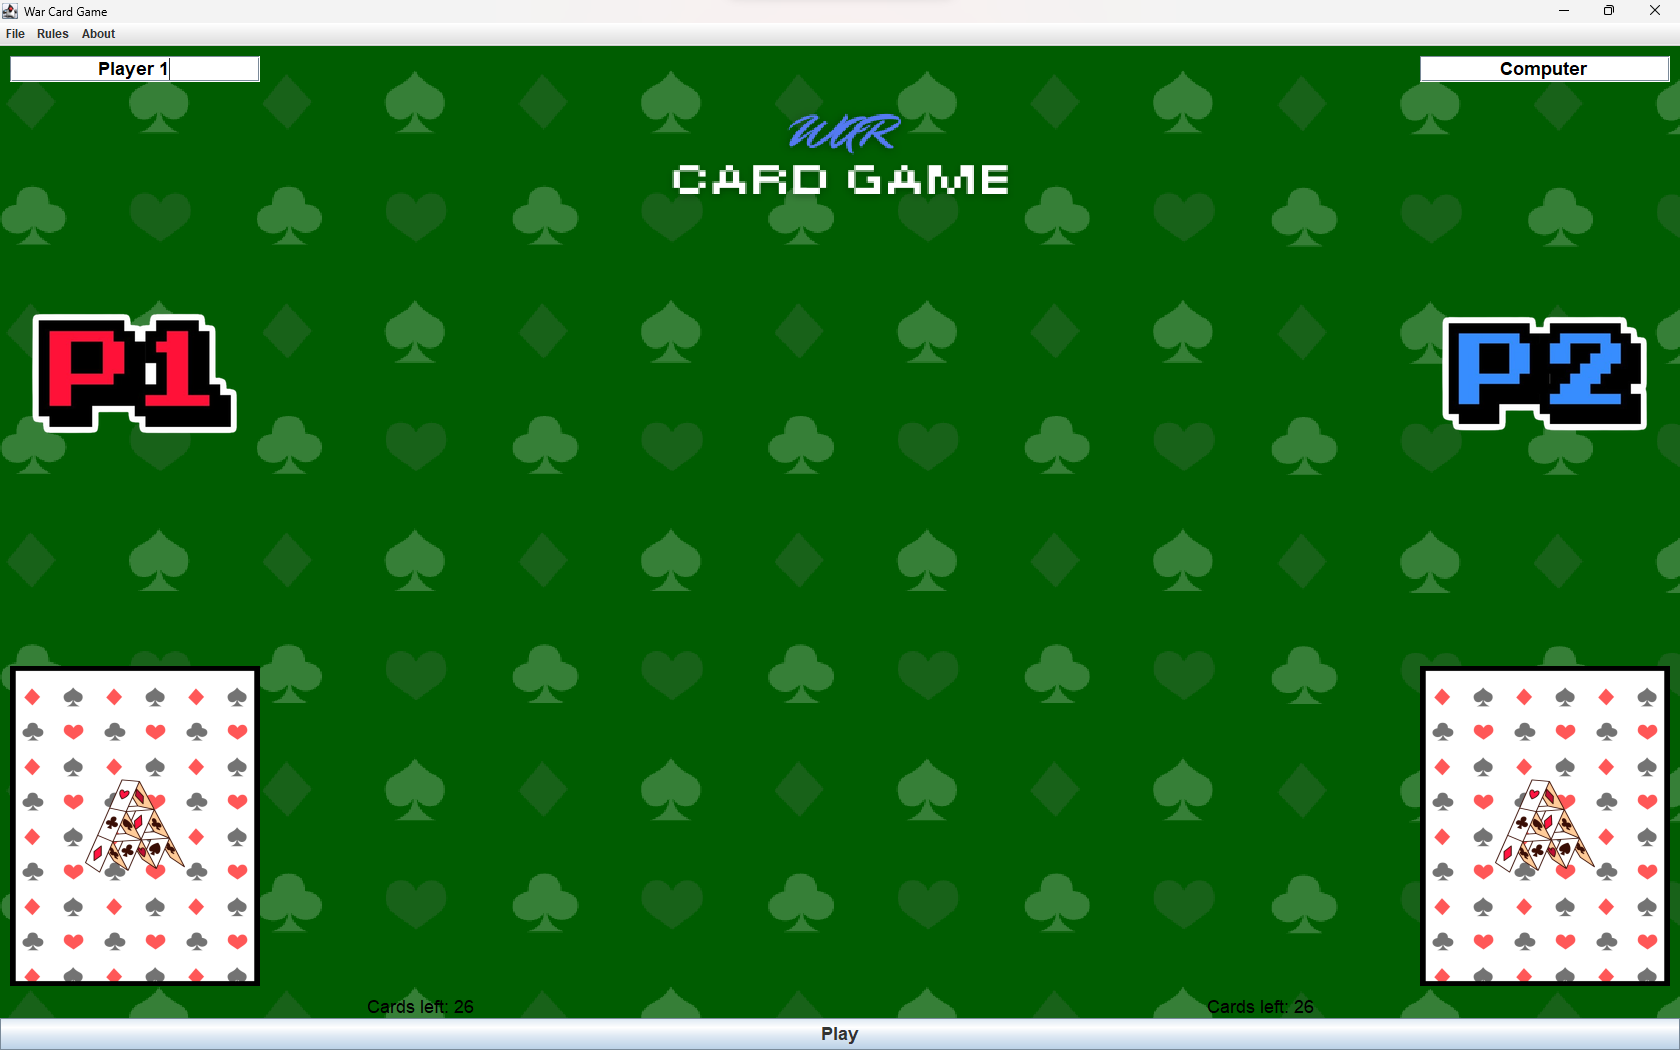 War Card Game
File Rules About
Player 1
Computer
WAR
CARD GAME
P1
P2
Cards left: 26
Cards left: 26
Play